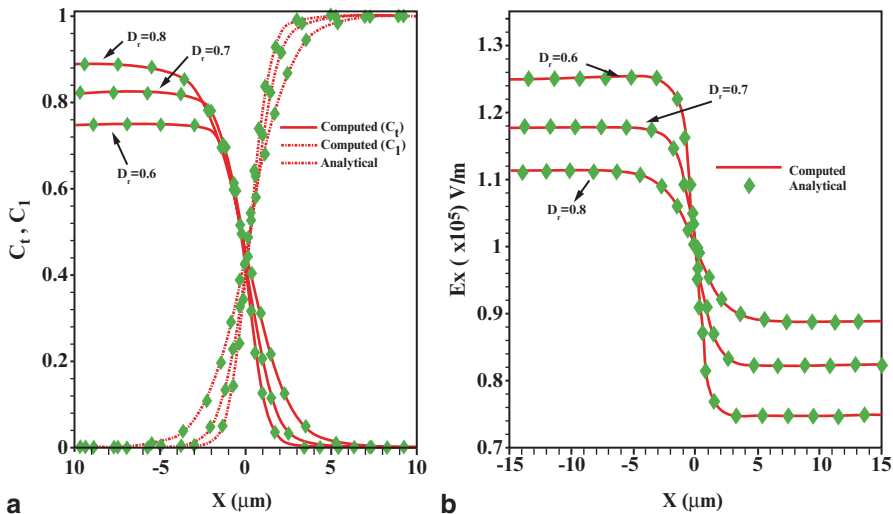 1
0.8
0.6
0.4
0.2
0
C_t , C_1
D_r=0.8
D_r=0.7
D_r=0.6
Computed (C_t)
Computed (C_1)
Analytical
10 -5 0 5 10
X (μm)
a
1.3
1.2
1.1
1
0.9
0.8
0.7
Ex ( x10^5) V/m
D_r=0.6
D_r=0.7
D_r=0.8
Computed
Analytical
-15 -10 -5 0 5 10 15
X (μm)
b